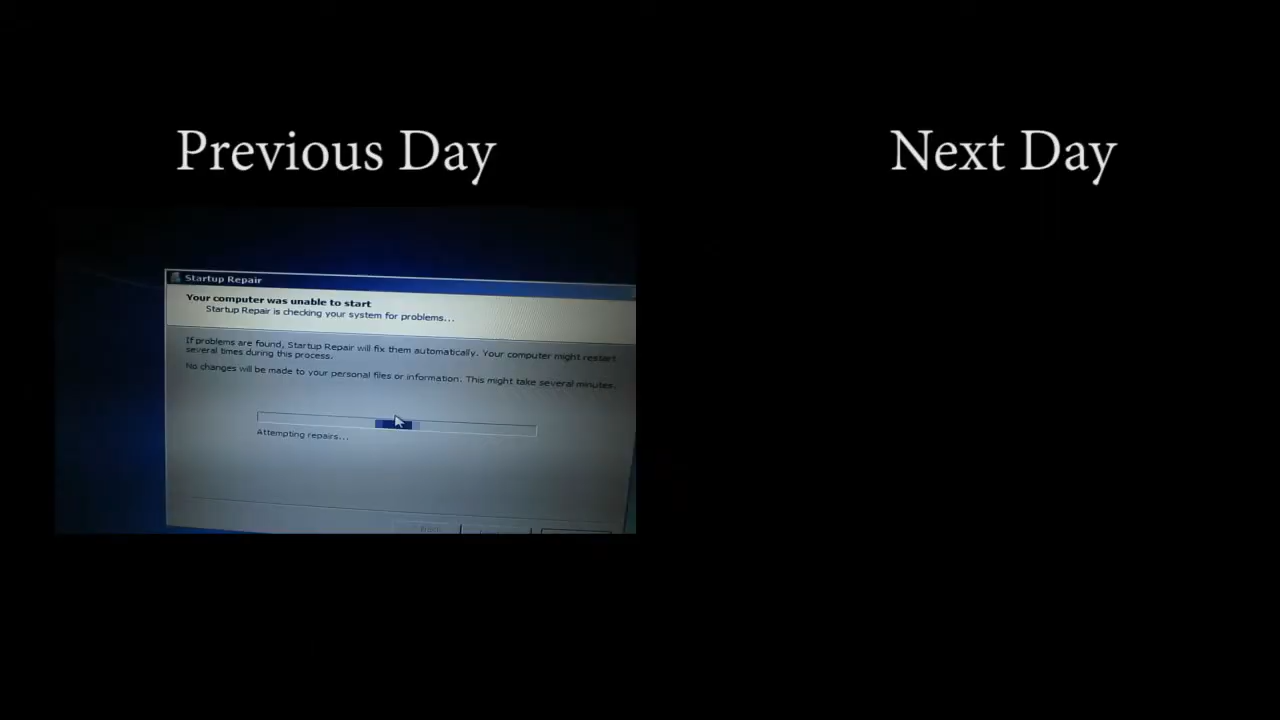 Previous Day
Next Day
Startup Repair
Your computer was unable to start
Startup Repair is checking your system for problems...
If problems are found, Startup Repair will fix them automatically. Your computer might restart
several times during this process.
No changes will be made to your personal files or information. This might take several minutes.
Attempting repairs...